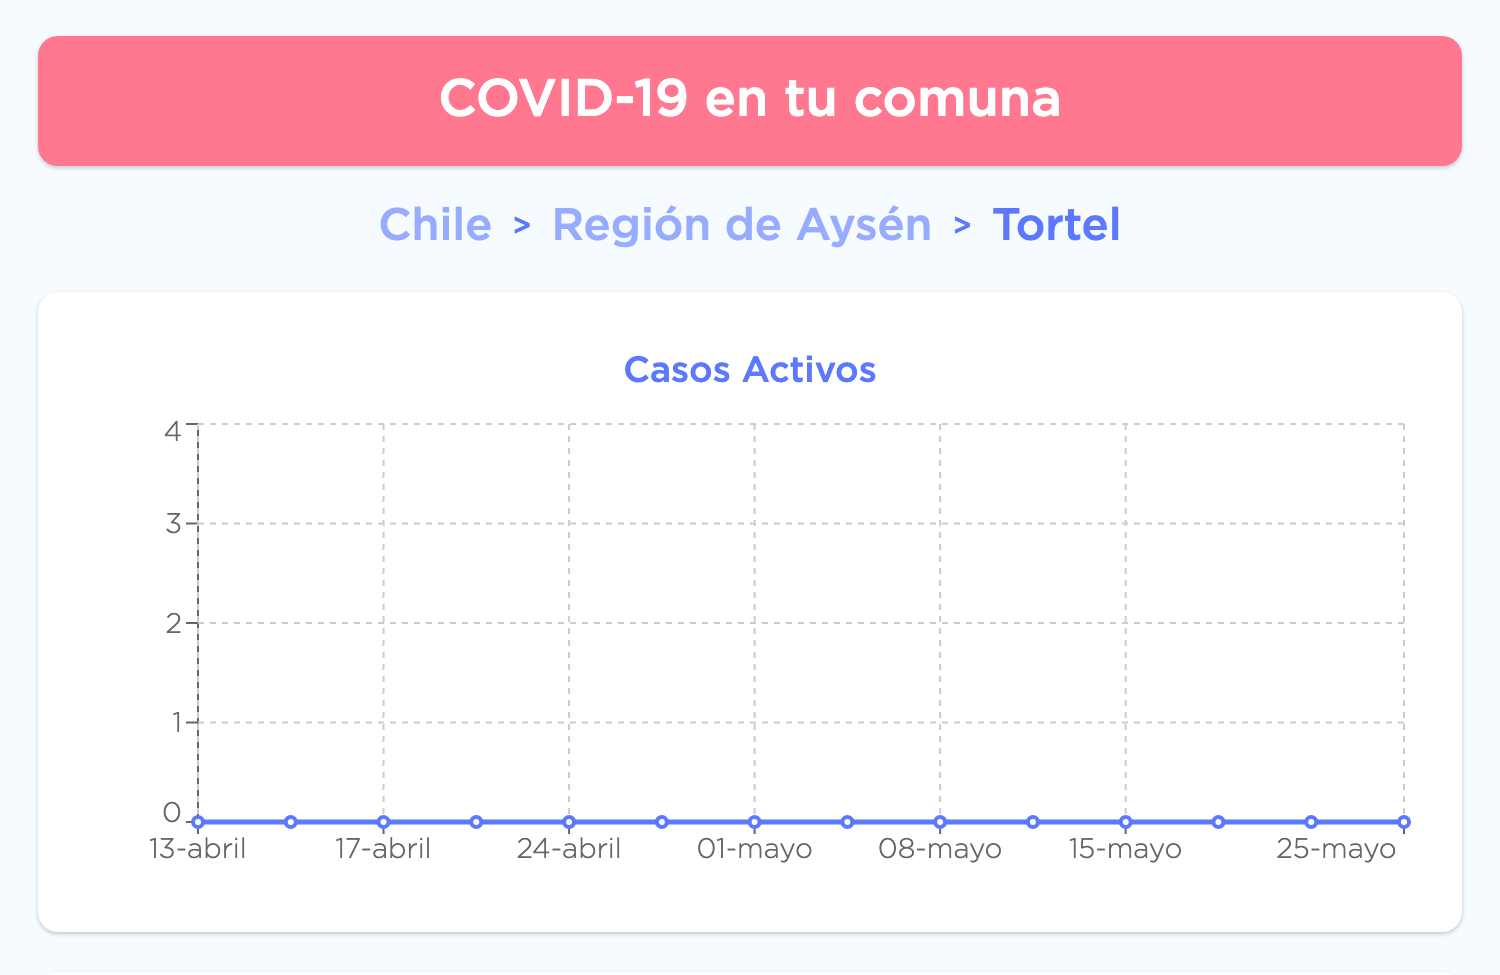 COVID-19 en tu comuna
Chile > Región de Aysén > Tortel
Casos Activos
4
3
2
1
0
13-abril 17-abril 24-abril 01-mayo 08-mayo 15-mayo 25-mayo